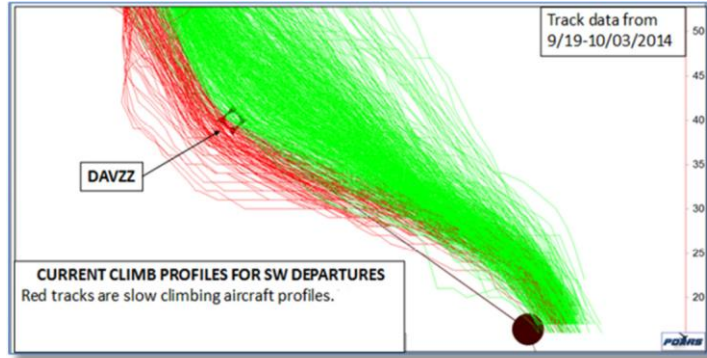 Track data from
9/19-10/03/2014
50
45
40
35
30
25
20
DAVZZ
CURRENT CLIMB PROFILES FOR SW DEPARTURES
Red tracks are slow climbing aircraft profiles.
PDARS